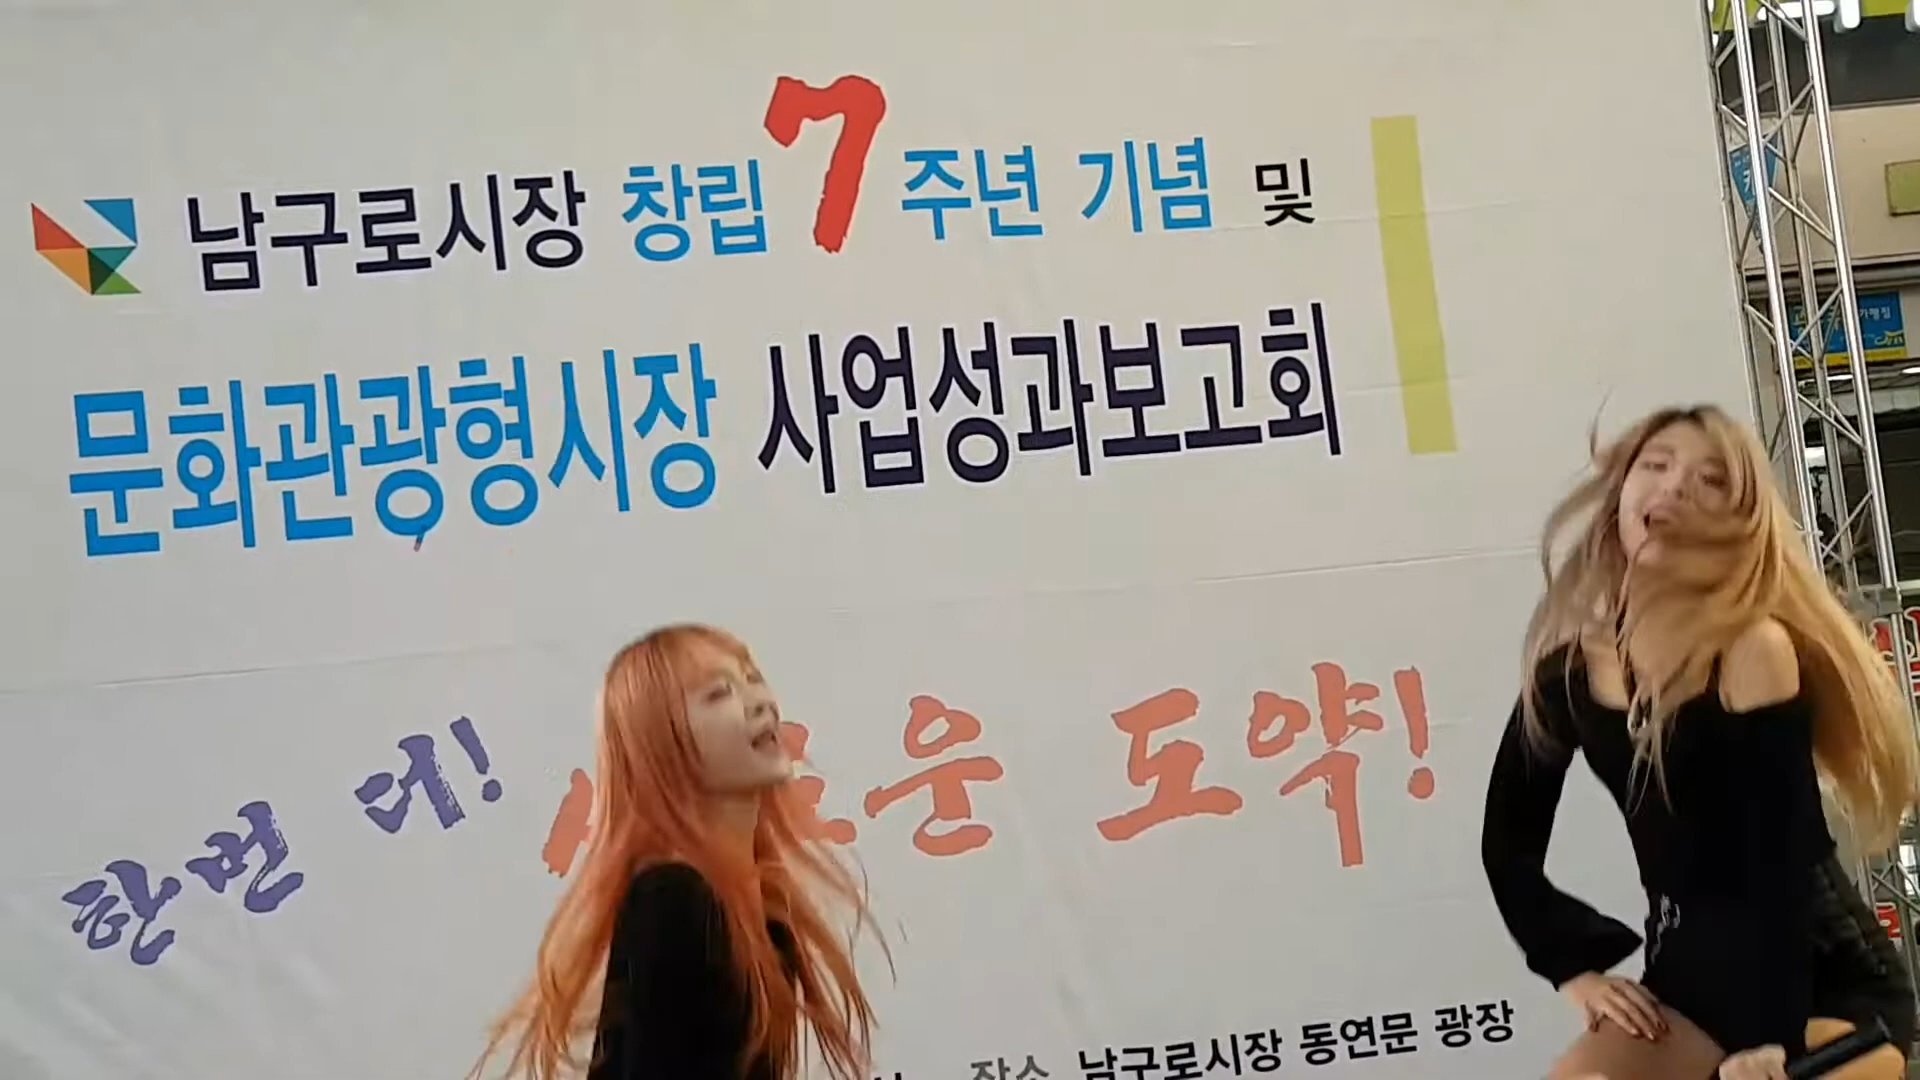 남구로시장 창립 7주년 기념 및
문화관광형시장 사업성과보고회
한번 더! 도약!
장소 남구로시장 동연문 광장